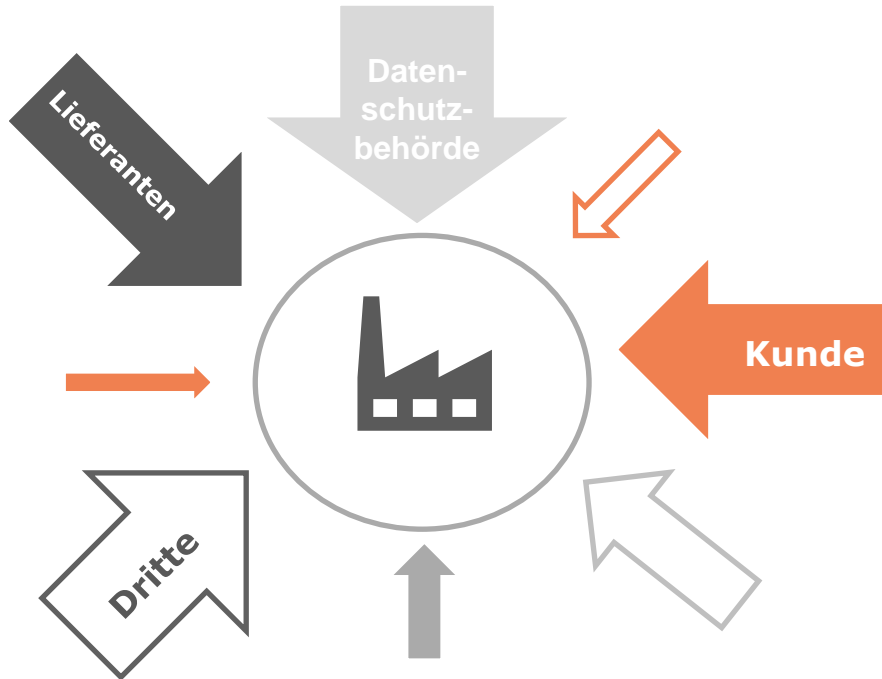 Daten-
schutz-
behörde
Lieferanten
Kunde
Dritte